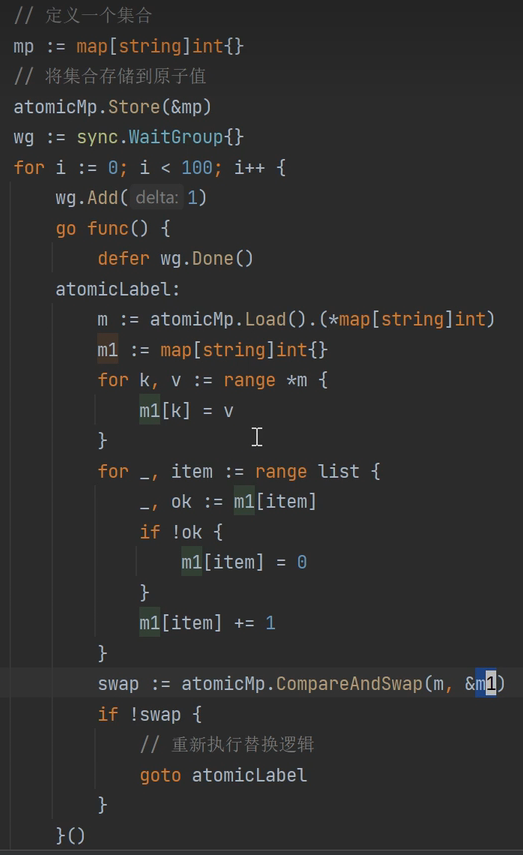 // 定义一个集合
mp := map[string]int{}
// 将集合存储到原子值
atomicMp.Store(&mp)
wg := sync.WaitGroup{}
for i := 0; i < 100; i++ {
    wg.Add( delta: 1)
    go func() {
        defer wg.Done()
    atomicLabel:
        m := atomicMp.Load().(*map[string]int)
        m1 := map[string]int{}
        for k, v := range *m {
            m1[k] = v
        }
        for _, item := range list {
            _, ok := m1[item]
            if !ok {
                m1[item] = 0
            }
            m1[item] += 1
        }
        swap := atomicMp.CompareAndSwap(m, &m1)
        if !swap {
            // 重新执行替换逻辑
            goto atomicLabel
        }
    }()